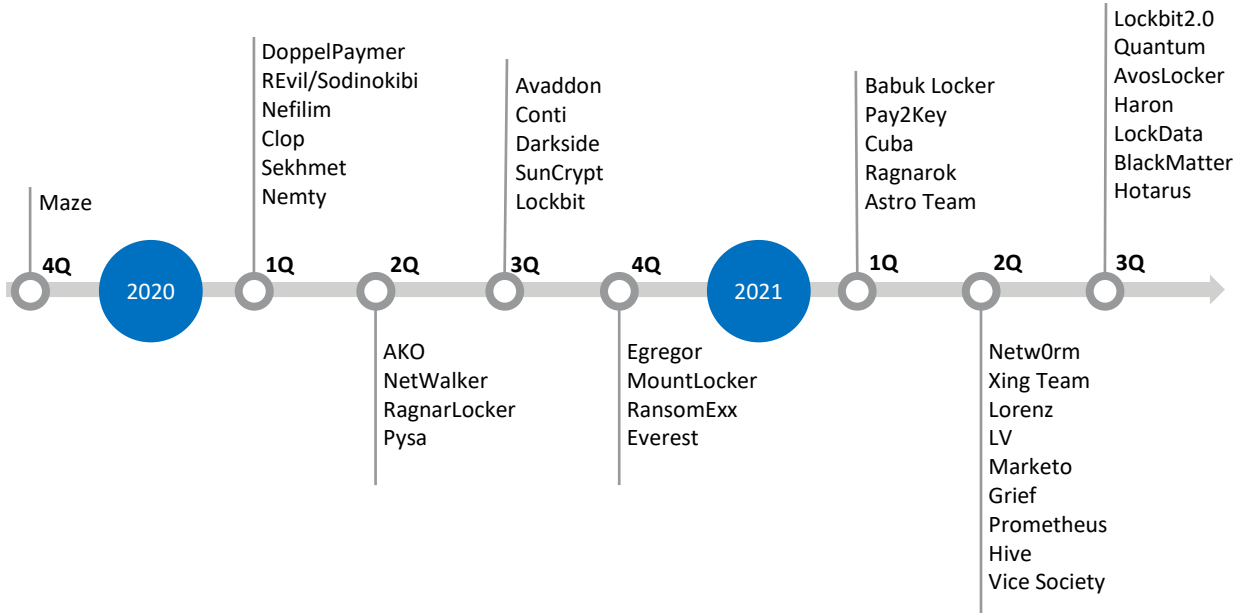 Maze
4Q
2020
DoppelPaymer
REvil/Sodinokibi
Nefilim
Clop
Sekhmet
Nemty
1Q
2Q
AKO
NetWalker
RagnarLocker
Pysa
Avaddon
Conti
Darkside
SunCrypt
Lockbit
3Q
4Q
Egregor
MountLocker
RansomExx
Everest
2021
Babuk Locker
Pay2Key
Cuba
Ragnarok
Astro Team
1Q
2Q
Netw0rm
Xing Team
Lorenz
LV
Marketo
Grief
Prometheus
Hive
Vice Society
Lockbit2.0
Quantum
AvosLocker
Haron
LockData
BlackMatter
Hotarus
3Q